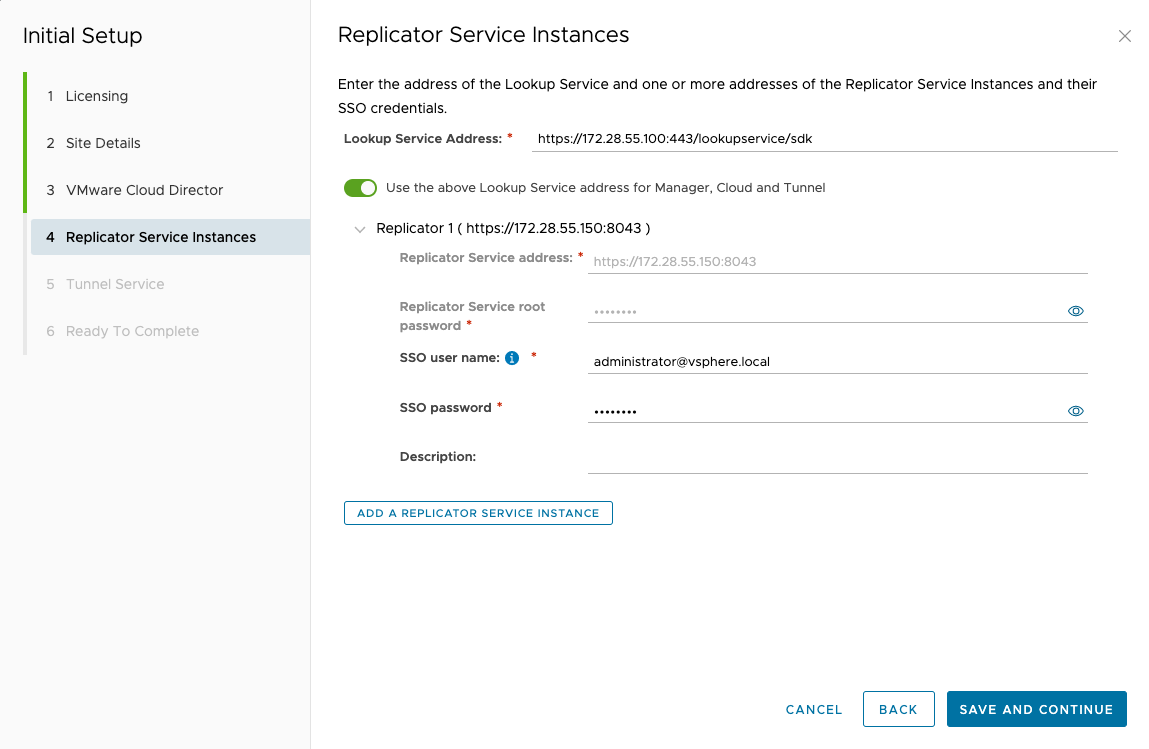 Initial Setup
1 Licensing
2 Site Details
3 VMware Cloud Director
4 Replicator Service Instances
5 Tunnel Service
6 Ready To Complete
Replicator Service Instances
Enter the address of the Lookup Service and one or more addresses of the Replicator Service Instances and their
SSO credentials.
Lookup Service Address: * https://172.28.55.100:443/lookupservice/sdk
Use the above Lookup Service address for Manager, Cloud and Tunnel
Replicator 1 ( https://172.28.55.150:8043 )
Replicator Service address: * https://172.28.55.150:8043
Replicator Service root
password * ••••••••
SSO user name: * administrator@vsphere.local
SSO password * ••••••••
Description:
ADD A REPLICATOR SERVICE INSTANCE
CANCEL BACK SAVE AND CONTINUE